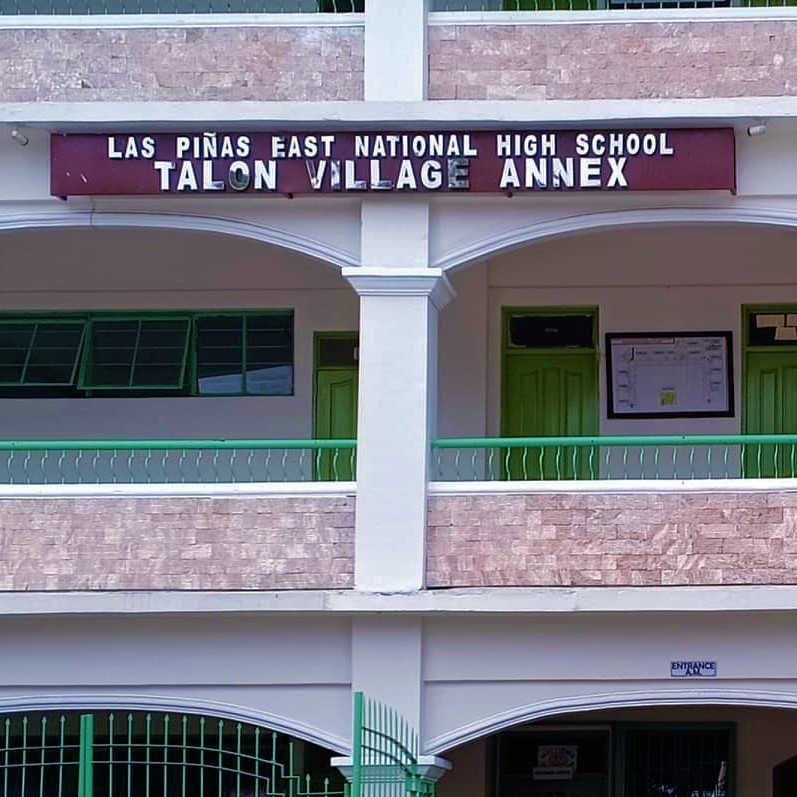 LAS PIÑAS EAST NATIONAL HIGH SCHOOL
TALON VILLAGE ANNEX
ENTRANCE
A.M.